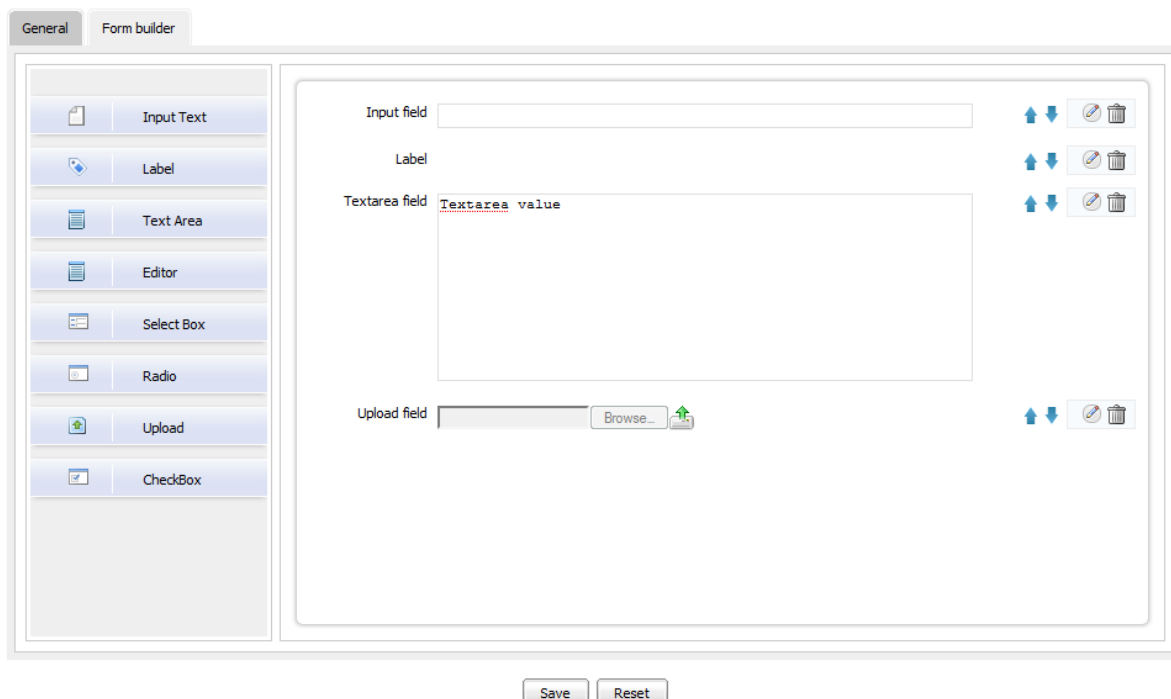 General
Form builder
Input Text
Label
Text Area
Editor
Select Box
Radio
Upload
CheckBox
Input field
Label
Textarea field
Textarea value
Upload field
Browse...
Save
Reset